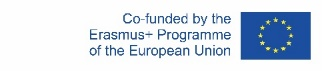 Co-funded by the
Erasmus+ Programme
of the European Union